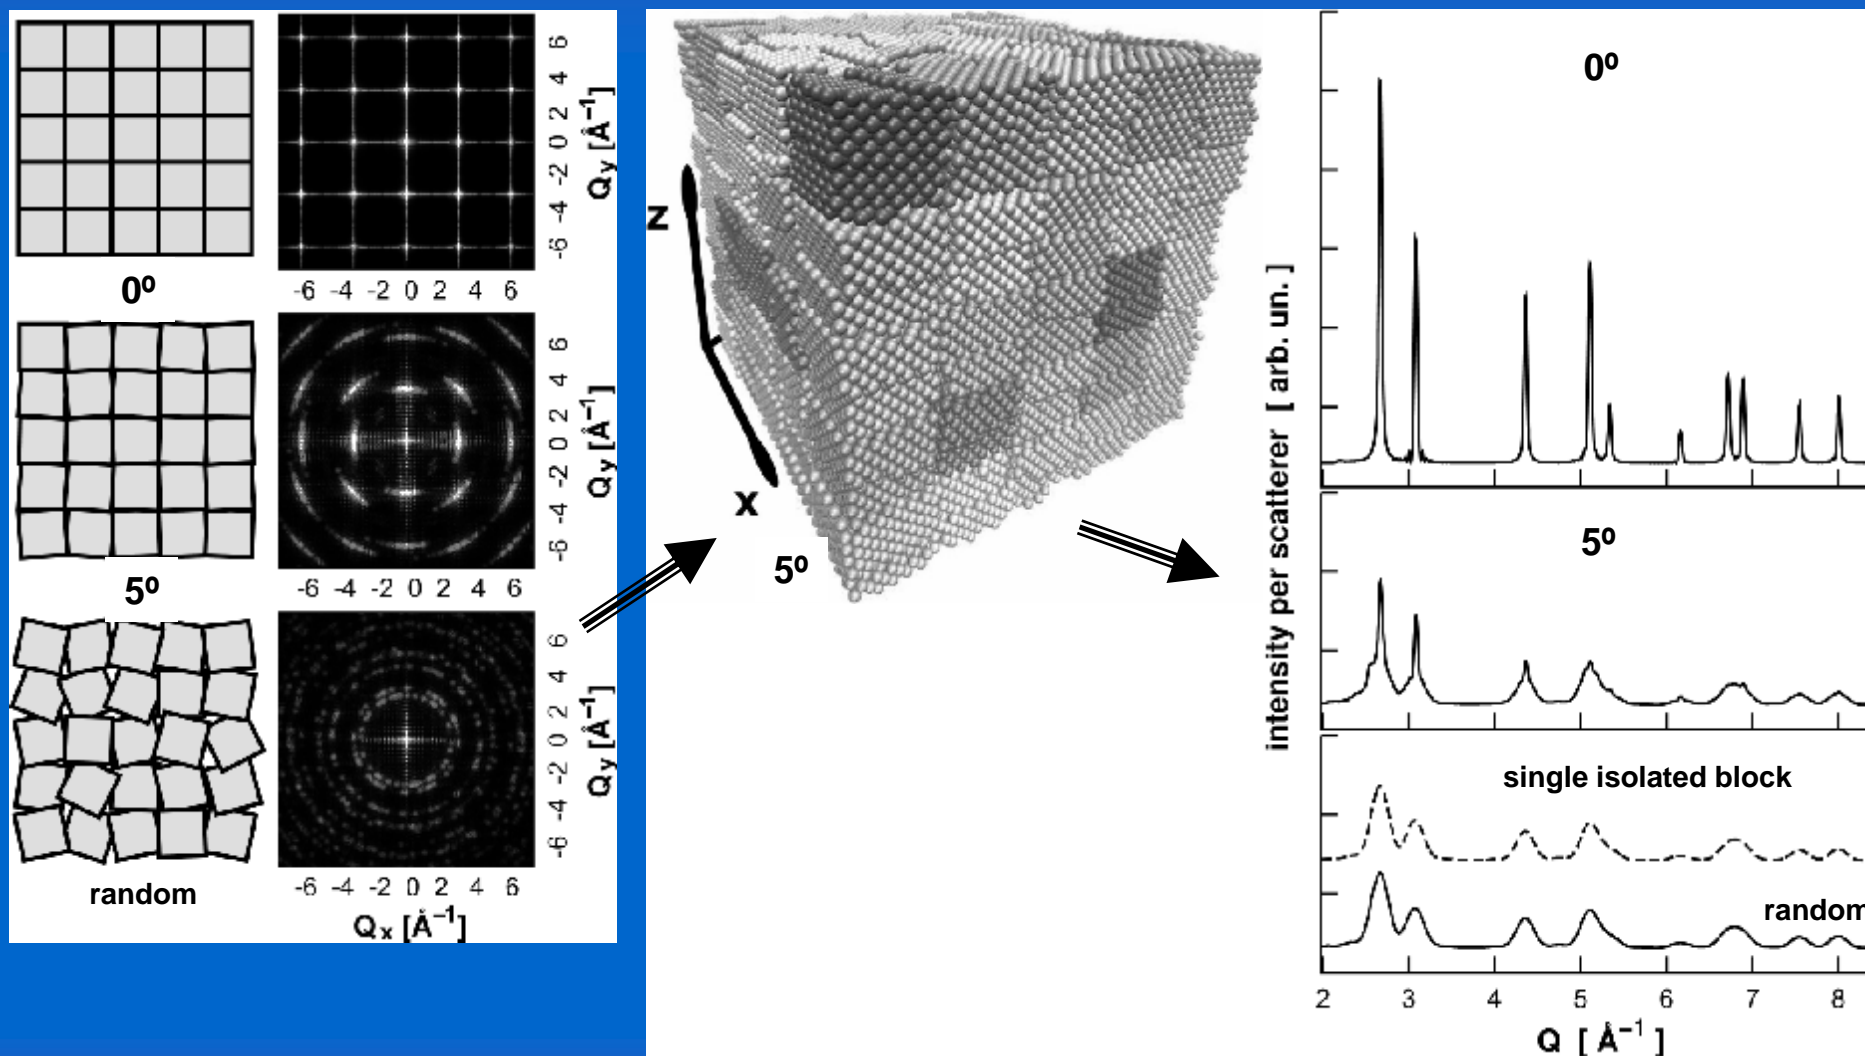 6
4
2
0
-2
-4
-6
Qy [Å⁻¹]
-6 -4 -2 0 2 4 6
0º
6
4
2
0
-2
-4
-6
Qy [Å⁻¹]
-6 -4 -2 0 2 4 6
5º
6
4
2
0
-2
-4
-6
Qy [Å⁻¹]
-6 -4 -2 0 2 4 6
random
Qx [Å⁻¹]
z
x
5º
intensity per scatterer [ arb. un. ]
0º
5º
single isolated block
random
2 3 4 5 6 7 8
Q [ Å⁻¹ ]